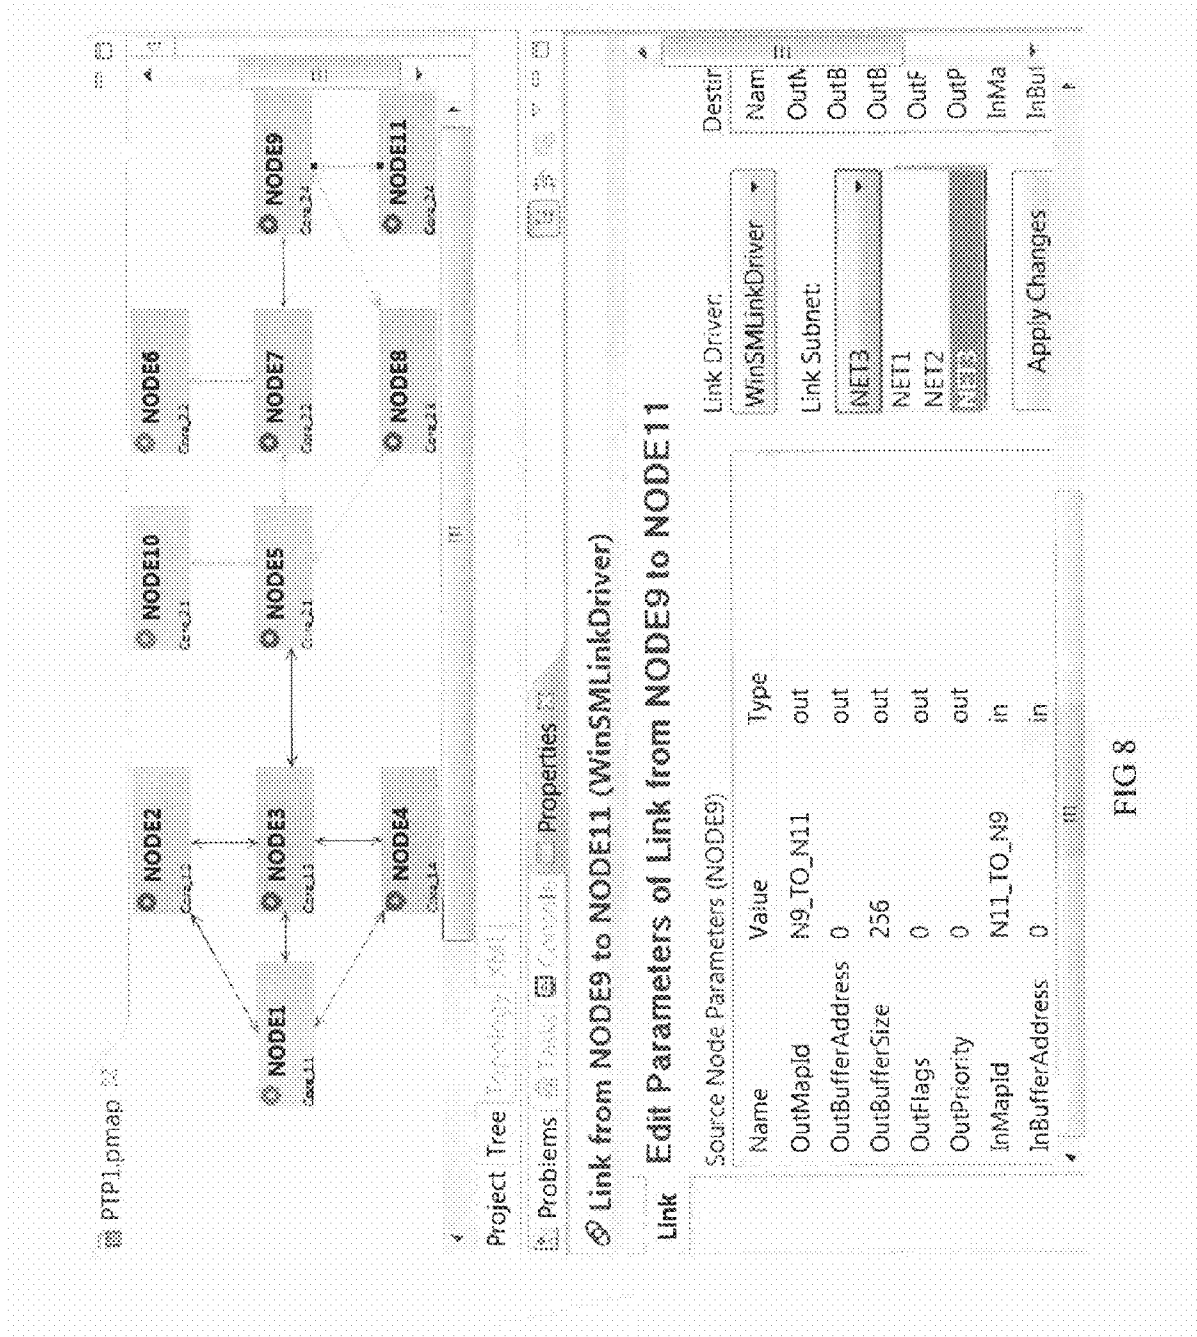 PTP1.pmap
NODE2
NODE10
NODE6
NODE1
NODE3
NODE5
NODE7
NODE9
NODE4
NODE8
NODE11
Project Tree
Problems
Properties
Link from NODE9 to NODE11 (WinSMLinkDriver)
Link
Edit Parameters of Link from NODE9 to NODE11
Source Node Parameters (NODE9)
Name Value Type
OutMapId N9_TO_N11 out
OutBufferAddress 0 out
OutBufferSize 256 out
OutFlags 0 out
OutPriority 0 out
InMapId N11_TO_N9 in
InBufferAddress 0 in
Link Driver:
WinSMLinkDriver
Link Subnet:
NET3
NET1
NET2
NET3
Apply Changes
Destin
Nam
OutM
OutB
OutB
OutF
OutP
InMa
InBuf
FIG 8